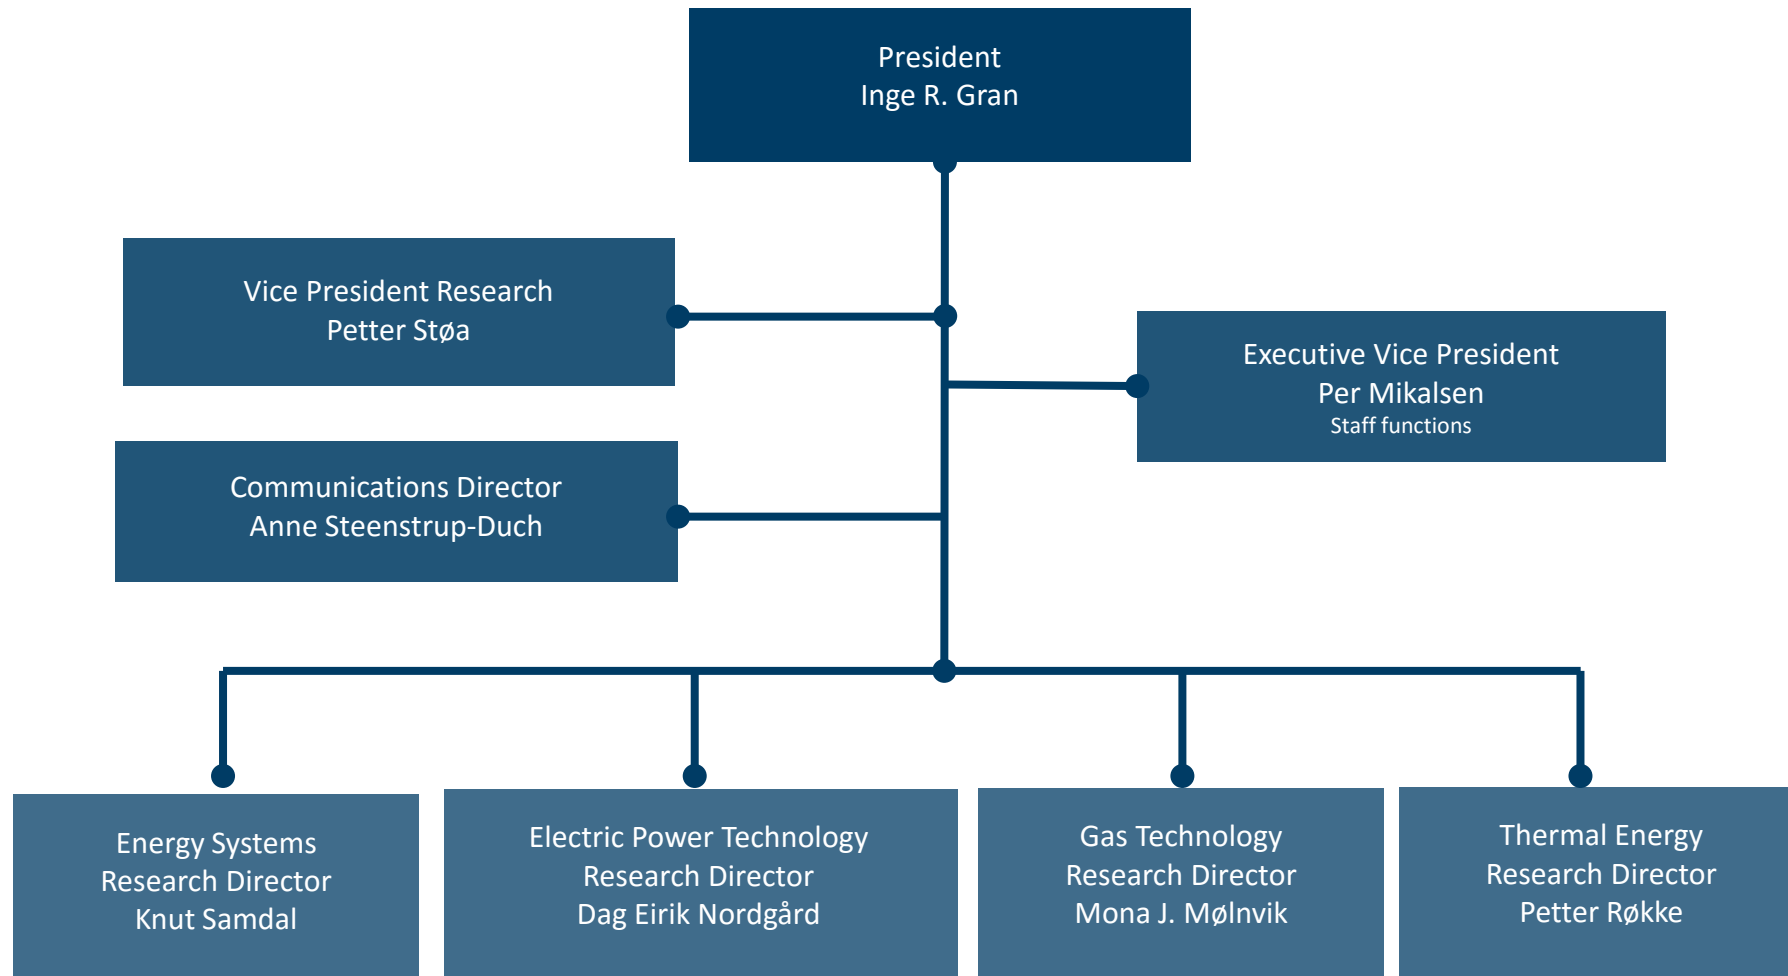 President
Inge R. Gran
Vice President Research
Petter Støa
Executive Vice President
Per Mikalsen
Staff functions
Communications Director
Anne Steenstrup-Duch
Energy Systems
Research Director
Knut Samdal
Electric Power Technology
Research Director
Dag Eirik Nordgård
Gas Technology
Research Director
Mona J. Mølnvik
Thermal Energy
Research Director
Petter Røkke